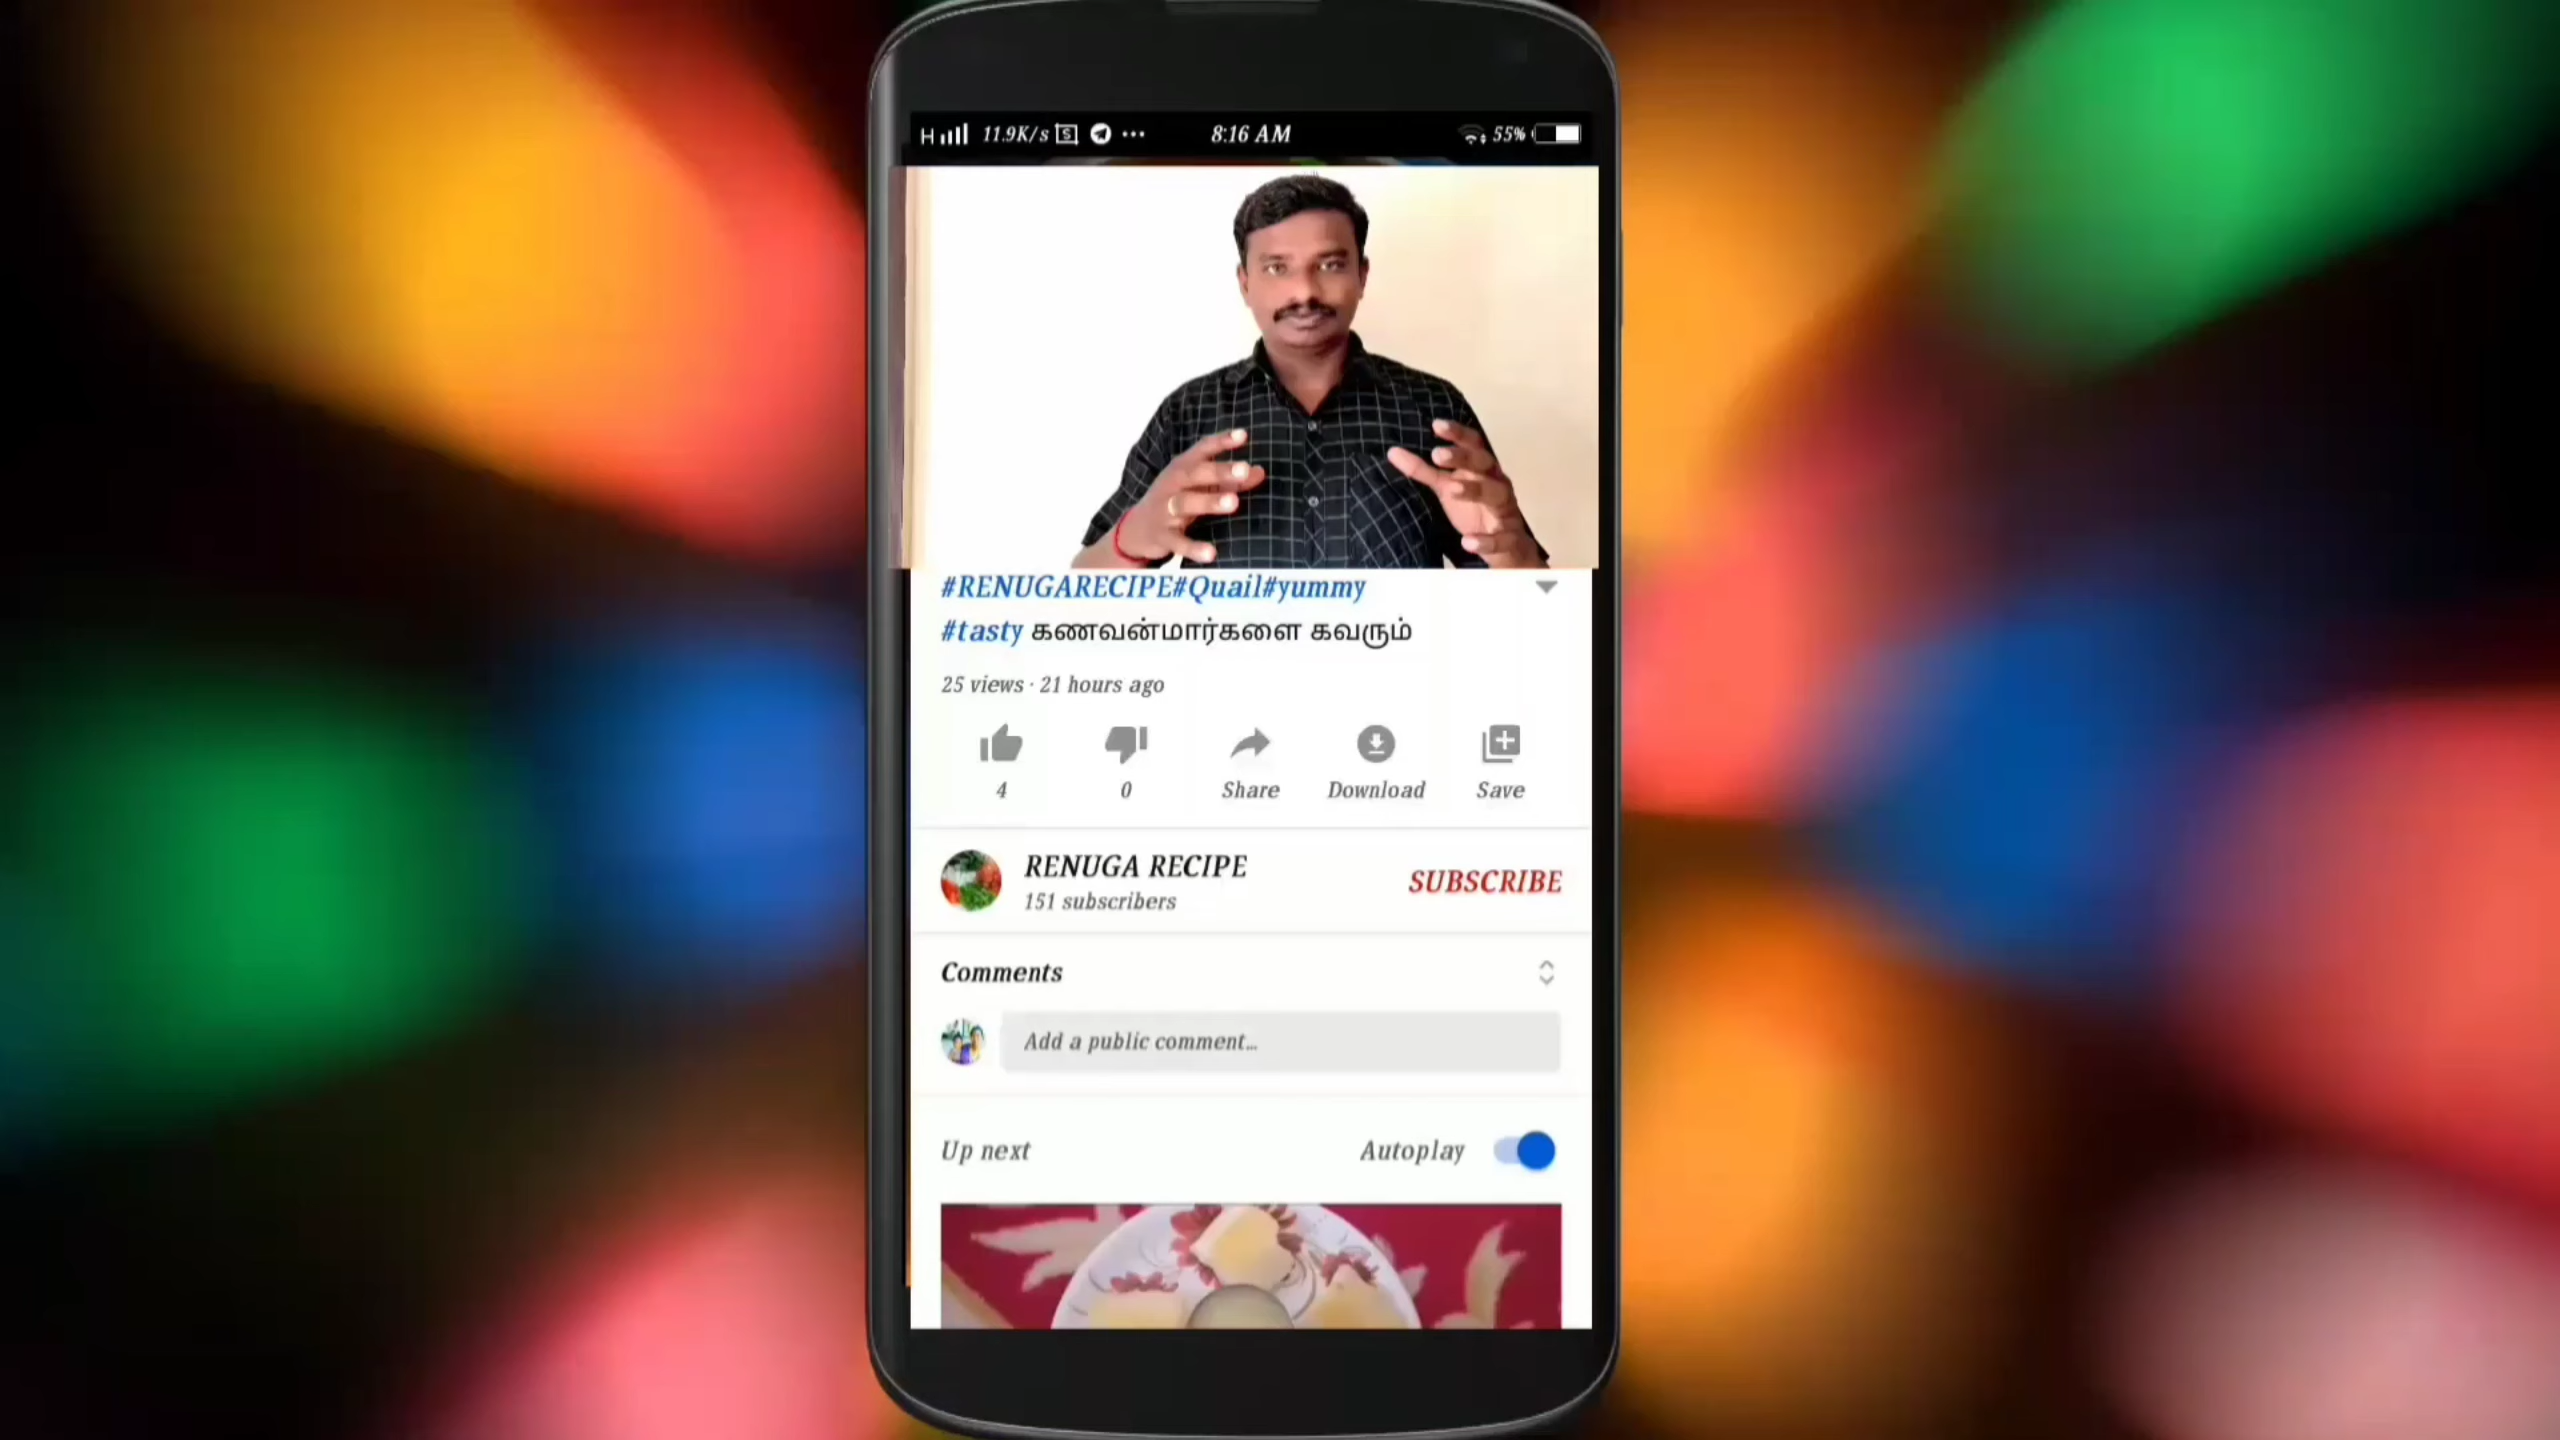 H 11.9K/s S ••• 8:16 AM 55%
#RENUGARECIPE#Quail#yummy
#tasty கணவன்மார்களை கவரும்
25 views · 21 hours ago
4 0 Share Download Save
RENUGA RECIPE
SUBSCRIBE
151 subscribers
Comments
Add a public comment...
Up next Autoplay